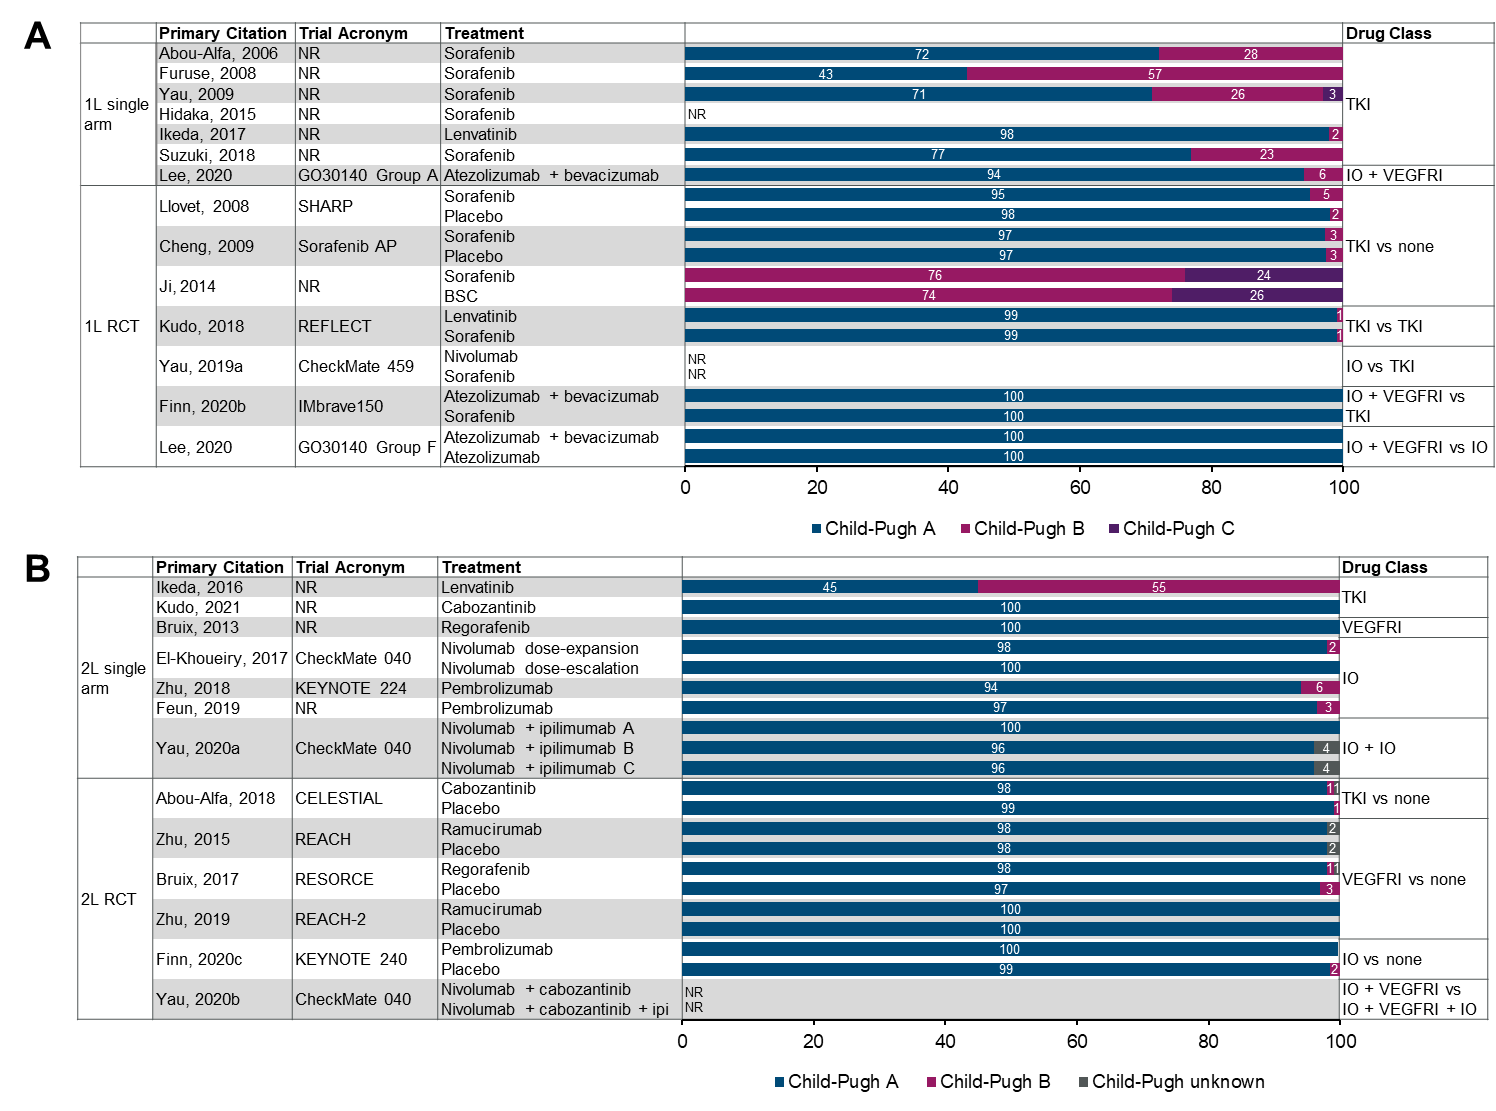 A
Primary Citation Trial Acronym Treatment Drug Class
1L single arm
Abou-Alfa, 2006 NR Sorafenib 72 28
Furuse, 2008 NR Sorafenib 43 57
Yau, 2009 NR Sorafenib 71 26 3
TKI
Hidaka, 2015 NR Sorafenib NR
Ikeda, 2017 NR Lenvatinib 98 2
Suzuki, 2018 NR Sorafenib 77 23
Lee, 2020 GO30140 Group A Atezolizumab + bevacizumab 94 6 IO + VEGFRI
1L RCT
Llovet, 2008 SHARP
Sorafenib 95 5
Placebo 98 2
Cheng, 2009 Sorafenib AP
Sorafenib 97 3
Placebo 97 3
TKI vs none
Ji, 2014 NR
Sorafenib 76 24
BSC 74 26
Kudo, 2018 REFLECT
Lenvatinib 99 1
Sorafenib 99 1
TKI vs TKI
Yau, 2019a CheckMate 459
Nivolumab NR
Sorafenib NR
IO vs TKI
Finn, 2020b IMbrave150
Atezolizumab + bevacizumab 100
Sorafenib 100
IO + VEGFRI vs
TKI
Lee, 2020 GO30140 Group F
Atezolizumab + bevacizumab 100
Atezolizumab 100
IO + VEGFRI vs IO
0 20 40 60 80 100
Child-Pugh A Child-Pugh B Child-Pugh C
B
Primary Citation Trial Acronym Treatment Drug Class
2L single arm
Ikeda, 2016 NR Lenvatinib 45 55
Kudo, 2021 NR Cabozantinib 100
TKI
Bruix, 2013 NR Regorafenib 100 VEGFRI
El-Khoueiry, 2017 CheckMate 040
Nivolumab dose-expansion 98 2
Nivolumab dose-escalation 100
IO
Zhu, 2018 KEYNOTE 224 Pembrolizumab 94 6
Feun, 2019 NR Pembrolizumab 97 3
Yau, 2020a CheckMate 040
Nivolumab + ipilimumab A 100
Nivolumab + ipilimumab B 96 4
Nivolumab + ipilimumab C 96 4
IO + IO
2L RCT
Abou-Alfa, 2018 CELESTIAL
Cabozantinib 98 1 1
Placebo 99 1
TKI vs none
Zhu, 2015 REACH
Ramucirumab 98 2
Placebo 98 2
Bruix, 2017 RESORCE
Regorafenib 98 1 1
Placebo 97 3
VEGFRI vs none
Zhu, 2019 REACH-2
Ramucirumab 100
Placebo 100
Finn, 2020c KEYNOTE 240
Pembrolizumab 100
Placebo 99 2
IO vs none
Yau, 2020b CheckMate 040
Nivolumab + cabozantinib NR
Nivolumab + cabozantinib + ipi NR
IO + VEGFRI vs
IO + VEGFRI + IO
0 20 40 60 80 100
Child-Pugh A Child-Pugh B Child-Pugh unknown